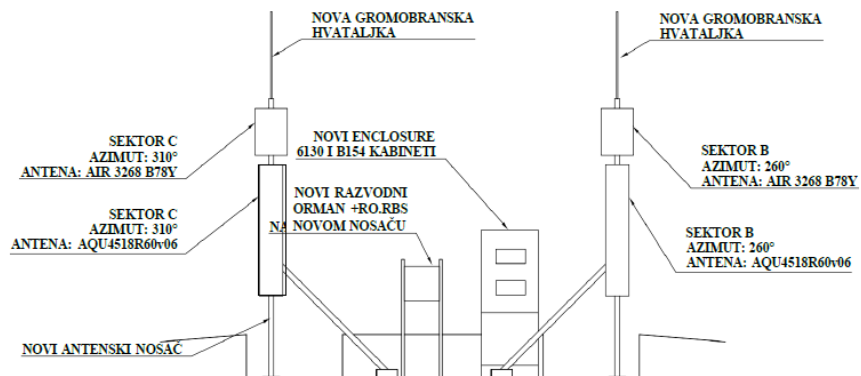 NOVA GROMOBRANSKA
HVATALJKA
NOVA GROMOBRANSKA
HVATALJKA
SEKTOR C
AZIMUT: 310°
ANTENA: AIR 3268 B78Y
NOVI ENCLOSURE
6130 I B154 KABINETI
SEKTOR B
AZIMUT: 260°
ANTENA: AIR 3268 B78Y
SEKTOR C
AZIMUT: 310°
ANTENA: AQU4518R60v06
NOVI RAZVODNI
ORMAN +RO.RBS
NA NOVOM NOSAČU
SEKTOR B
AZIMUT: 260°
ANTENA: AQU4518R60v06
NOVI ANTENSKI NOSAČ